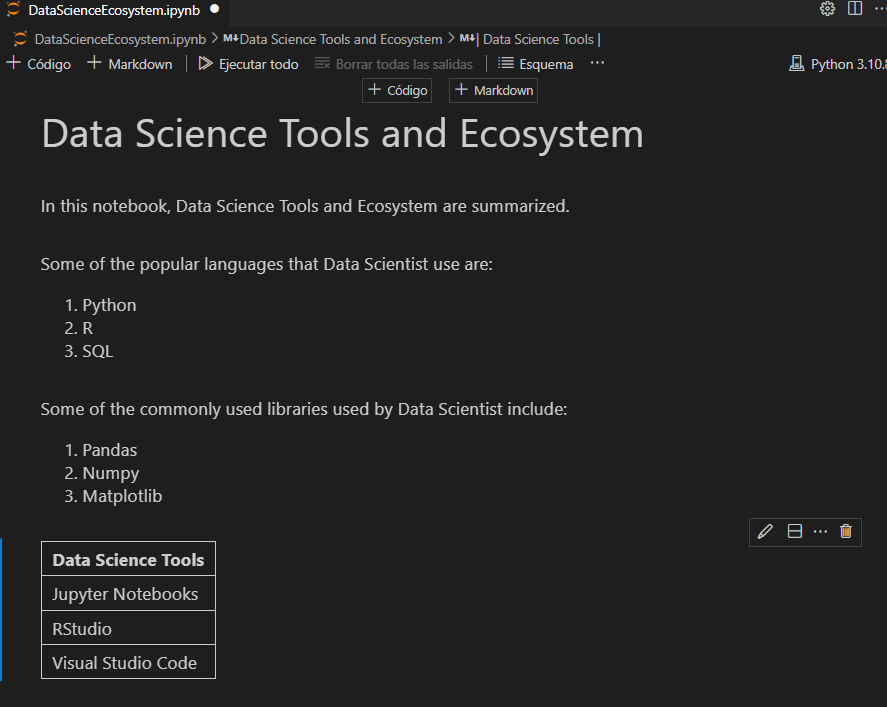 DataScienceEcosystem.ipynb
DataScienceEcosystem.ipynb > M↓Data Science Tools and Ecosystem > M↓| Data Science Tools |
+ Código + Markdown Ejecutar todo Borrar todas las salidas Esquema ··· Python 3.10.8
+ Código + Markdown
Data Science Tools and Ecosystem
In this notebook, Data Science Tools and Ecosystem are summarized.
Some of the popular languages that Data Scientist use are:
1. Python
2. R
3. SQL
Some of the commonly used libraries used by Data Scientist include:
1. Pandas
2. Numpy
3. Matplotlib
Data Science Tools
Jupyter Notebooks
RStudio
Visual Studio Code